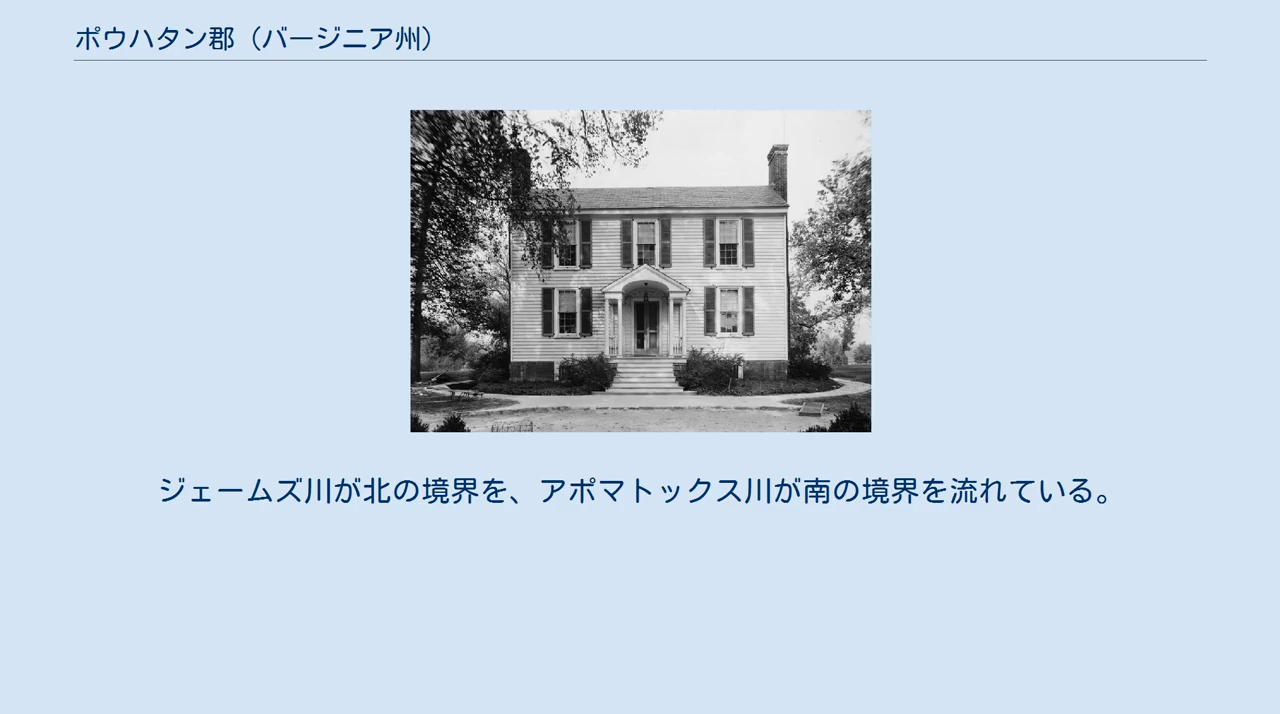 ポウハタン郡（バージニア州）
ジェームズ川が北の境界を、アポマトックス川が南の境界を流れている。